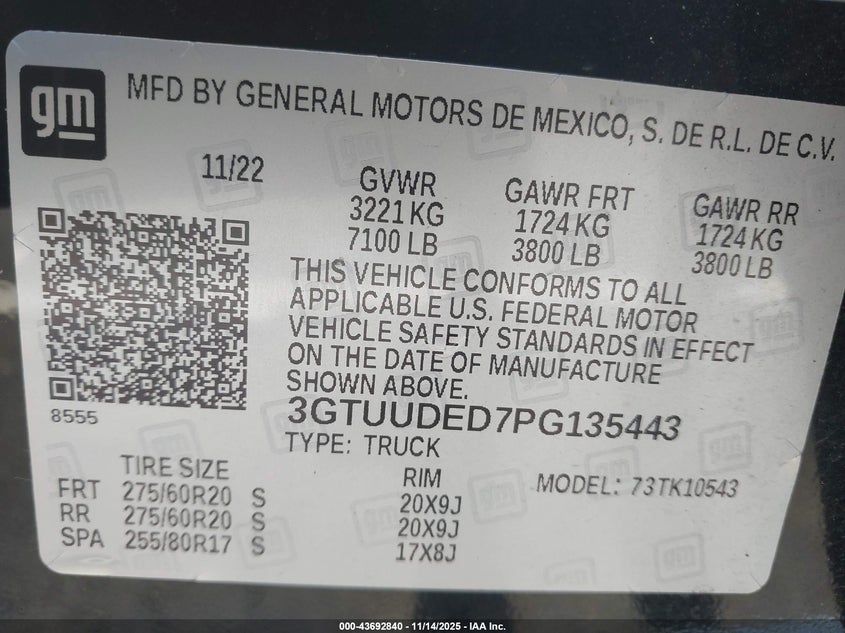 gm
MFD BY GENERAL MOTORS DE MEXICO, S. DE R.L. DE C.V.
11/22
GVWR
3221 KG
7100 LB
GAWR FRT
1724 KG
3800 LB
GAWR RR
1724 KG
3800 LB
THIS VEHICLE CONFORMS TO ALL
APPLICABLE U.S. FEDERAL MOTOR
VEHICLE SAFETY STANDARDS IN EFFECT
ON THE DATE OF MANUFACTURE
SHOWN ABOVE.
8555
3GTUUDED7PG135443
TYPE: TRUCK
TIRE SIZE
RIM
MODEL: 73TK10543
FRT 275/60R20 S 20X9J
RR 275/60R20 S 20X9J
SPA 255/80R17 S 17X8J
000-43692840 - 11/14/2025 - IAA Inc.